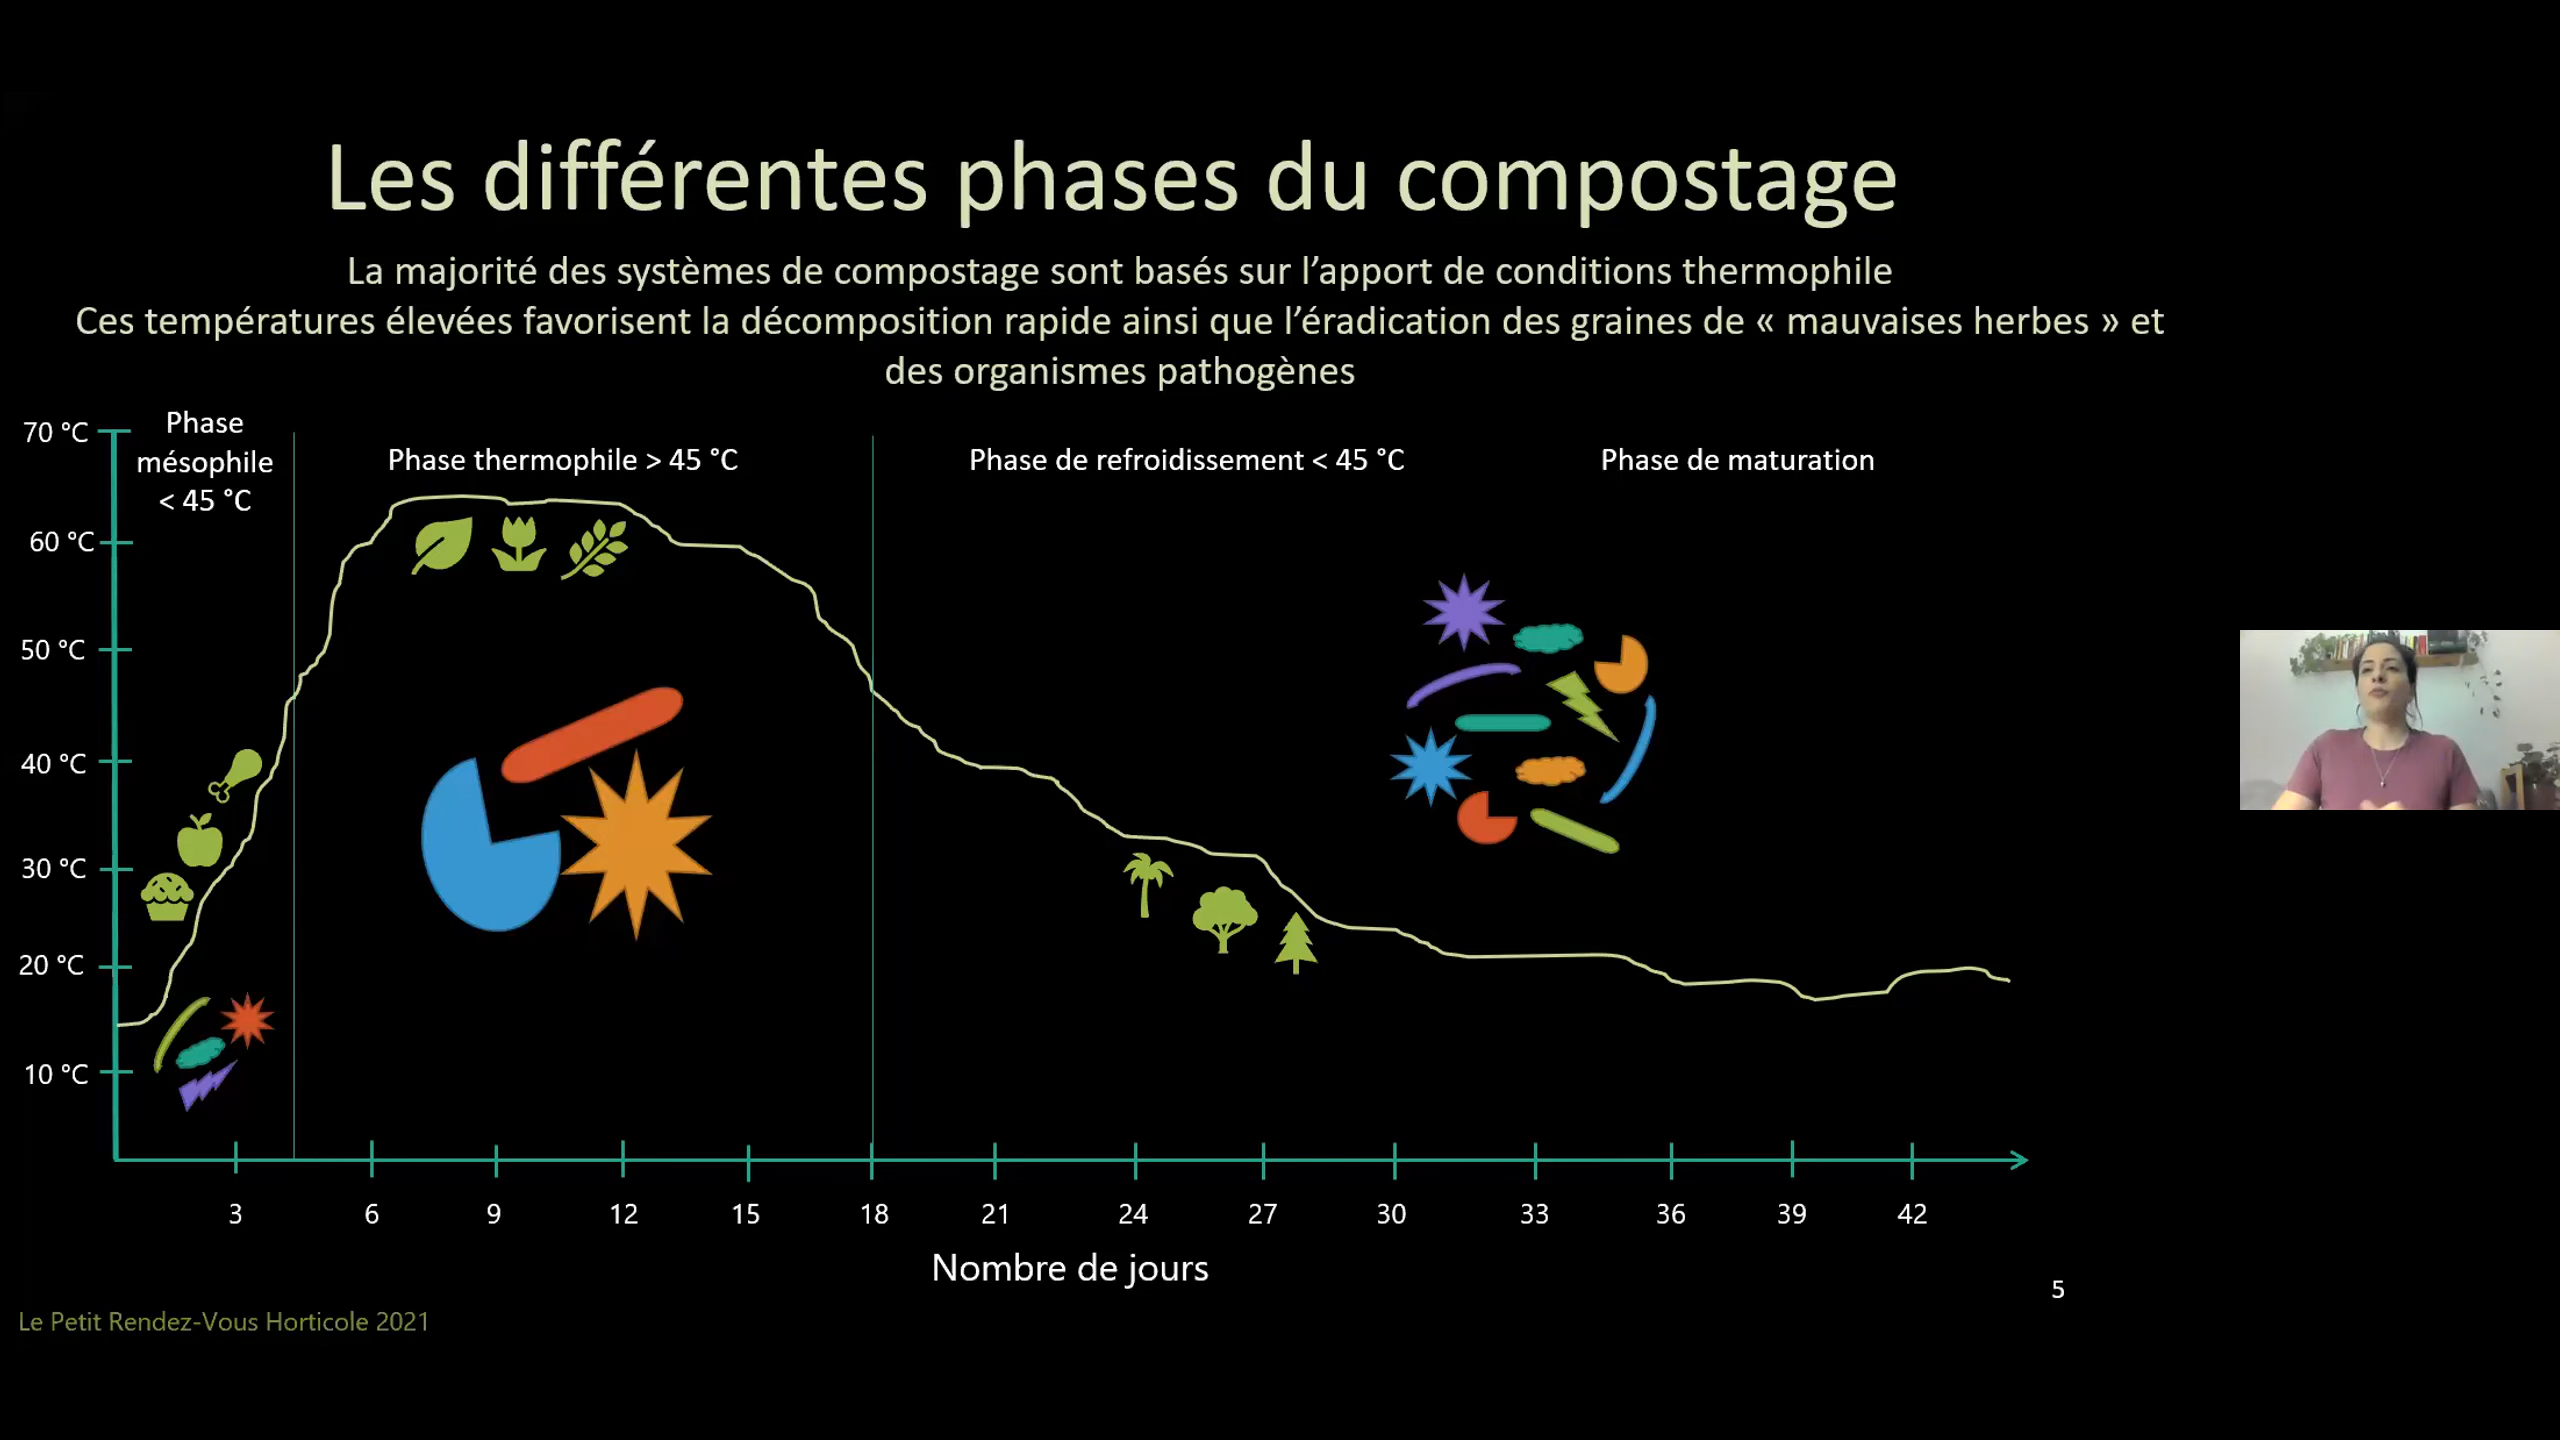 Les différentes phases du compostage
La majorité des systèmes de compostage sont basés sur l’apport de conditions thermophile
Ces températures élevées favorisent la décomposition rapide ainsi que l’éradication des graines de « mauvaises herbes » et
des organismes pathogènes
Phase
mésophile
< 45 °C
Phase thermophile > 45 °C
Phase de refroidissement < 45 °C
Phase de maturation
70 °C
60 °C
50 °C
40 °C
30 °C
20 °C
10 °C
3 6 9 12 15 18 21 24 27 30 33 36 39 42
Nombre de jours
5
Le Petit Rendez-Vous Horticole 2021